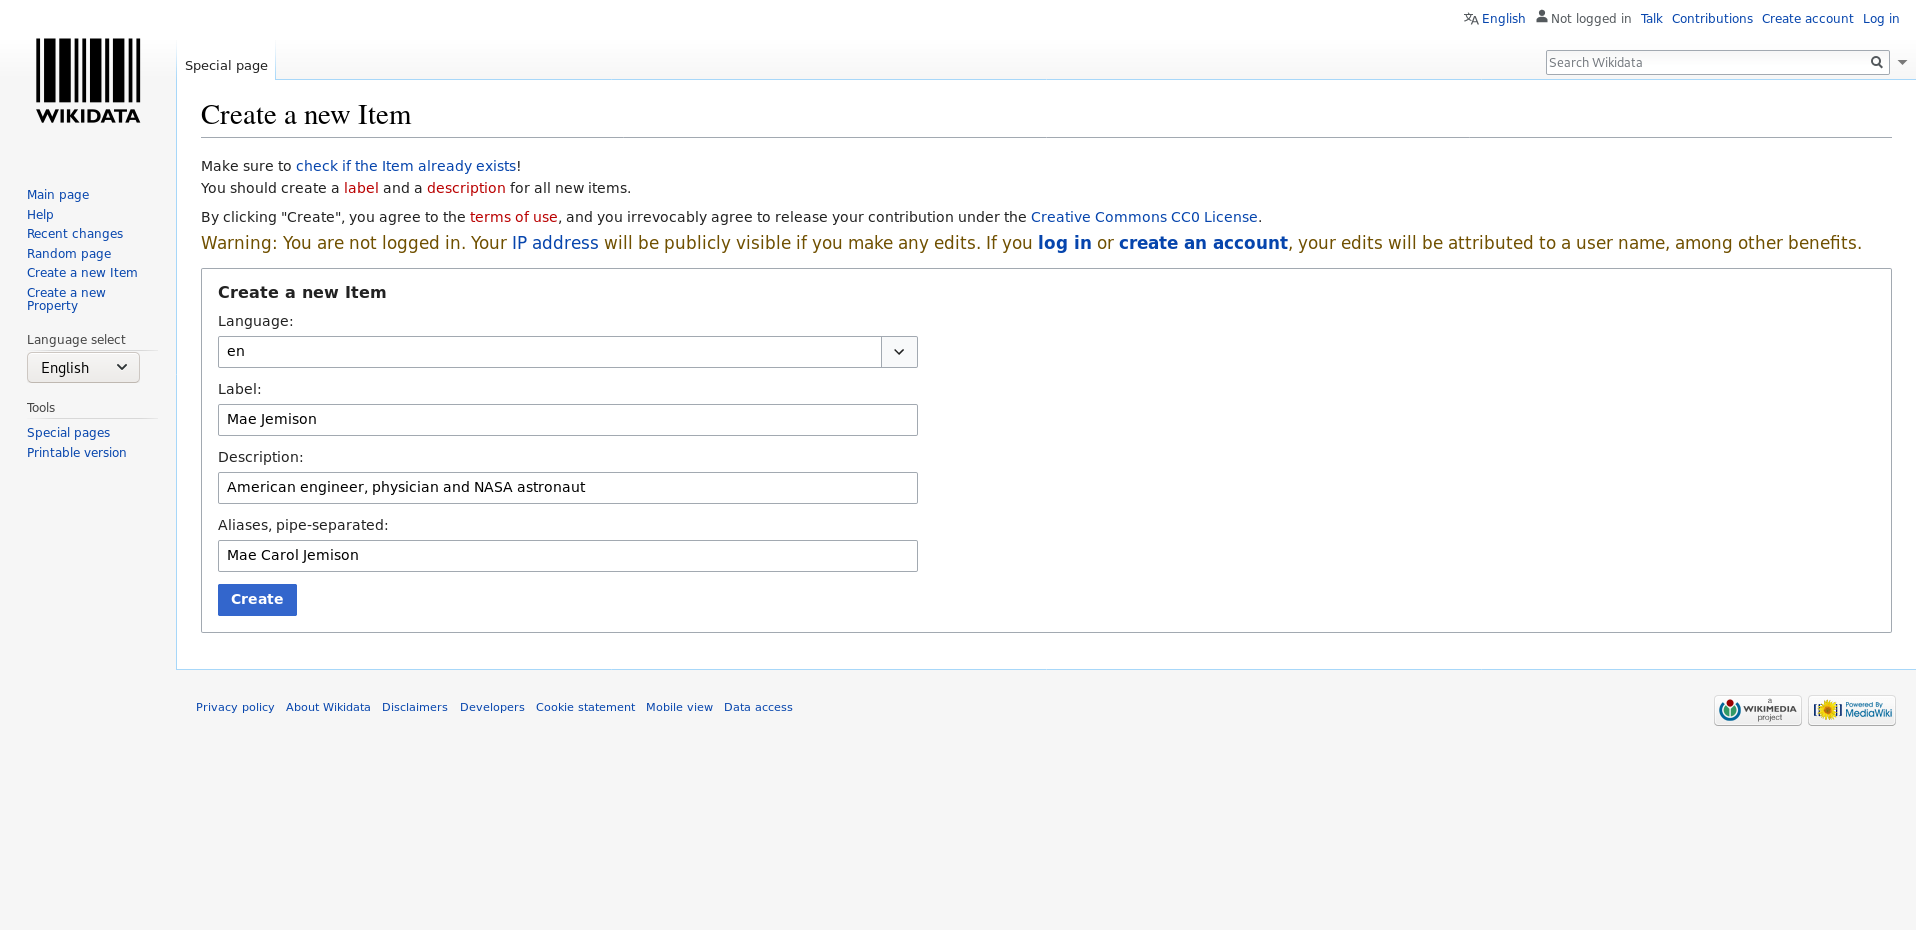 English Not logged in Talk Contributions Create account Log in
WIKIDATA
Special page
Search Wikidata
Create a new Item
Make sure to check if the Item already exists!
You should create a label and a description for all new items.
By clicking "Create", you agree to the terms of use, and you irrevocably agree to release your contribution under the Creative Commons CC0 License.
Warning: You are not logged in. Your IP address will be publicly visible if you make any edits. If you log in or create an account, your edits will be attributed to a user name, among other benefits.
Create a new Item
Language:
en
Label:
Mae Jemison
Description:
American engineer, physician and NASA astronaut
Aliases, pipe-separated:
Mae Carol Jemison
Create
Main page
Help
Recent changes
Random page
Create a new Item
Create a new
Property
Language select
English
Tools
Special pages
Printable version
Privacy policy About Wikidata Disclaimers Developers Cookie statement Mobile view Data access
a
WIKIMEDIA
project
Powered By
MediaWiki